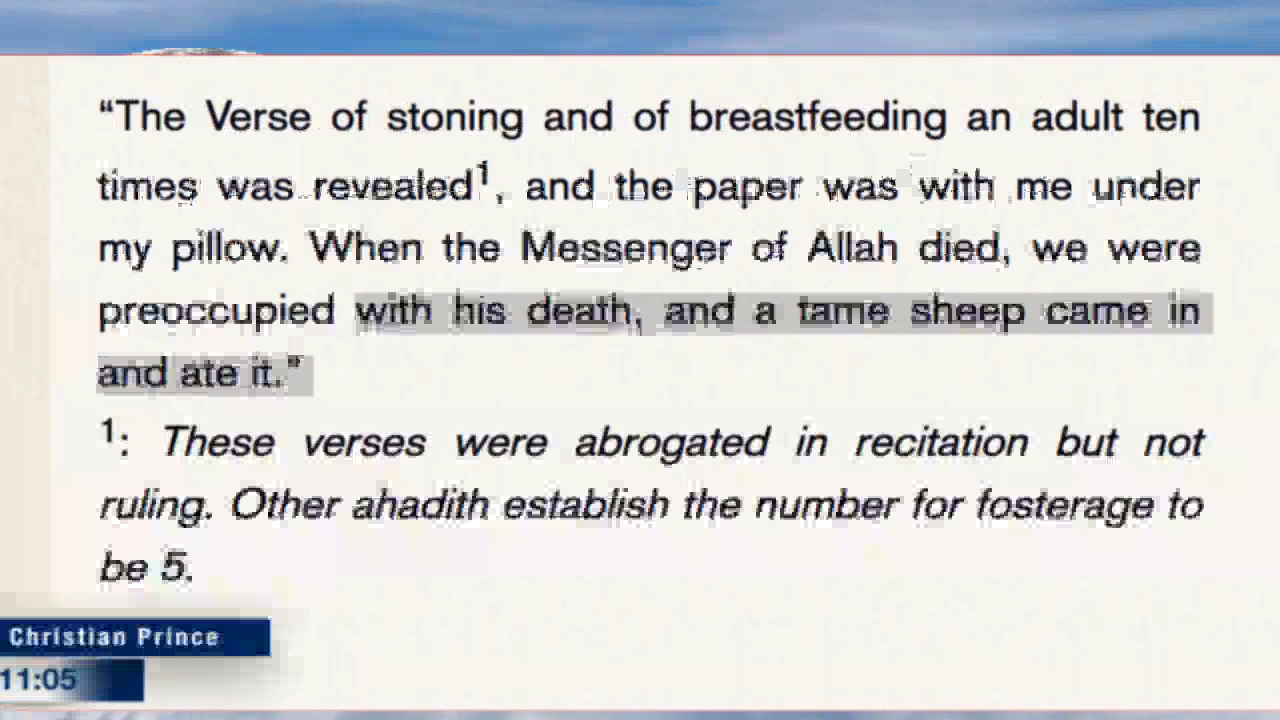 “The Verse of stoning and of breastfeeding an adult ten
times was revealed¹, and the paper was with me under
my pillow. When the Messenger of Allah died, we were
preoccupied with his death, and a tame sheep came in
and ate it.”
¹: These verses were abrogated in recitation but not
ruling. Other ahadith establish the number for fosterage to
be 5.
Christian Prince
11:05